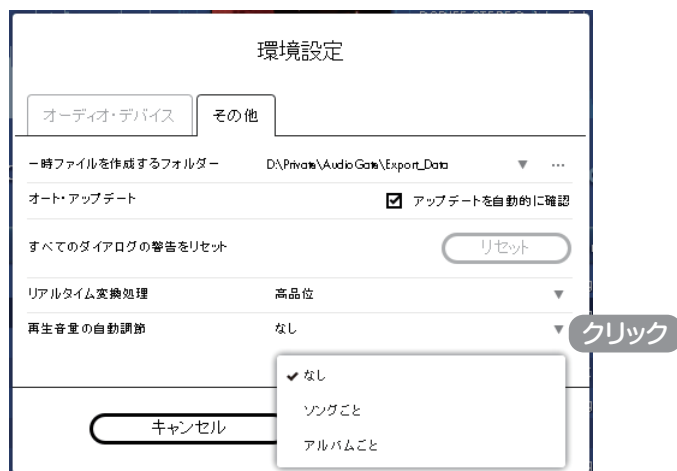 環境設定
オーディオ・デバイス その他
一時ファイルを作成するフォルダー D:\Private\AudioGate\Export_Data ...
オート・アップデート アップデートを自動的に確認
すべてのダイアログの警告をリセット リセット
リアルタイム変換処理 高品位
再生音量の自動調節 なし クリック
なし
ソングごと
キャンセル
アルバムごと